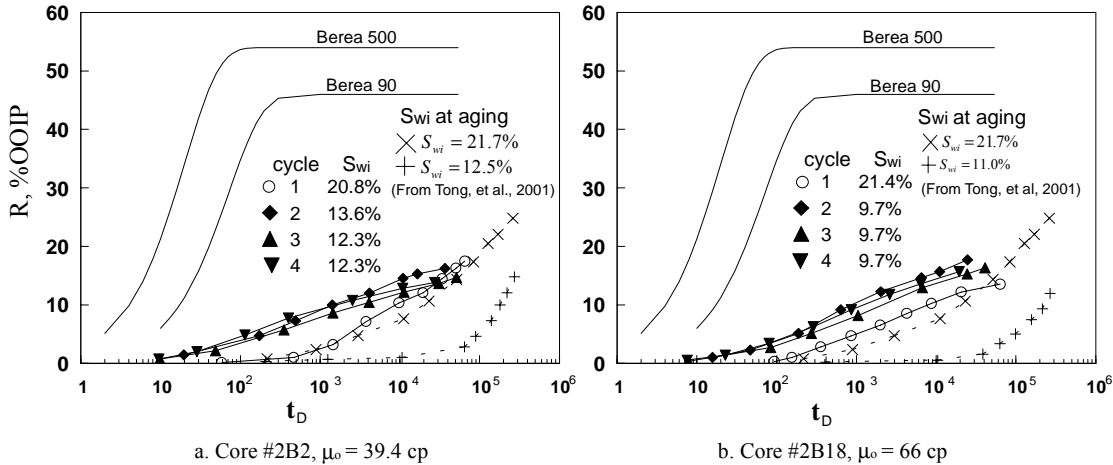 R, %OOIP
60
50
40
30
20
10
0
Berea 500
Berea 90
Swi at aging
S_wi = 21.7%
S_wi = 12.5%
(From Tong, et al., 2001)
cycle Swi
1 20.8%
2 13.6%
3 12.3%
4 12.3%
1 10 10² 10³ 10⁴ 10⁵ 10⁶
t_D
a. Core #2B2, μₒ = 39.4 cp
60
50
40
30
20
10
0
Berea 500
Berea 90
Swi at aging
S_wi = 21.7%
S_wi = 11.0%
(From Tong, et al, 2001)
cycle Swi
1 21.4%
2 9.7%
3 9.7%
4 9.7%
1 10 10² 10³ 10⁴ 10⁵ 10⁶
t_D
b. Core #2B18, μₒ = 66 cp